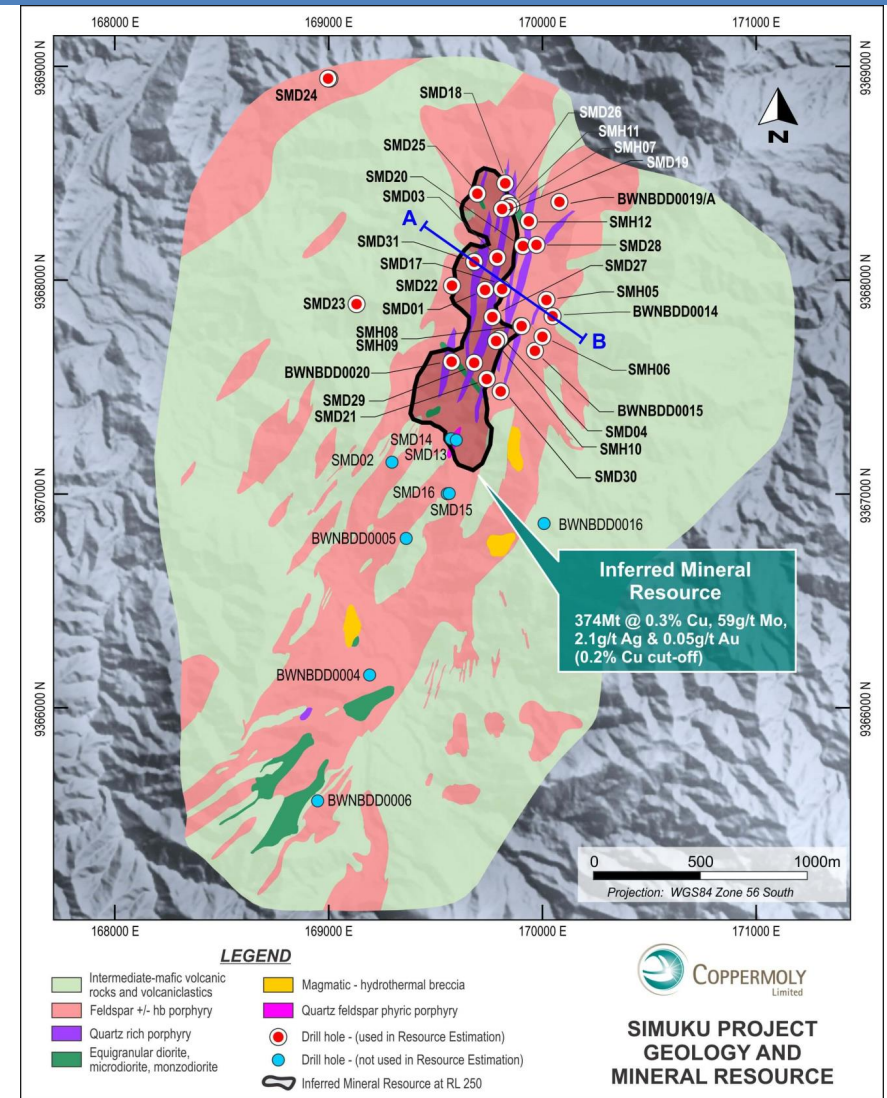 168000 E
169000 E
170000 E
171000 E
9369000 N
9369000 N
SMD24
SMD18
SMD26
SMH11
SMH07
SMD19
SMD25
SMD20
SMD03
BWNBDD0019/A
SMH12
A
SMD31
SMD28
SMD17
SMD27
9368000 N
9368000 N
SMD22
SMH05
SMD23
SMD01
BWNBDD0014
SMH08
SMH09
B
BWNBDD0020
SMH06
SMD29
SMD21
BWNBDD0015
SMD04
SMH10
SMD14
SMD13
SMD02
SMD30
9367000 N
9367000 N
SMD16
SMD15
BWNBDD0016
BWNBDD0005
Inferred Mineral
Resource
374Mt @ 0.3% Cu, 59g/t Mo,
2.1g/t Ag & 0.05g/t Au
(0.2% Cu cut-off)
BWNBDD0004
9366000 N
9366000 N
BWNBDD0006
N
0 500 1000m
Projection: WGS84 Zone 56 South
168000 E
169000 E
170000 E
171000 E
LEGEND
Intermediate-mafic volcanic
rocks and volcaniclastics
Feldspar +/- hb porphyry
Quartz rich porphyry
Equigranular diorite,
microdiorite, monzodiorite
Magmatic - hydrothermal breccia
Quartz feldspar phyric porphyry
Drill hole - (used in Resource Estimation)
Drill hole - (not used in Resource Estimation)
Inferred Mineral Resource at RL 250
COPPERMOLY
Limited
SIMUKU PROJECT
GEOLOGY AND
MINERAL RESOURCE